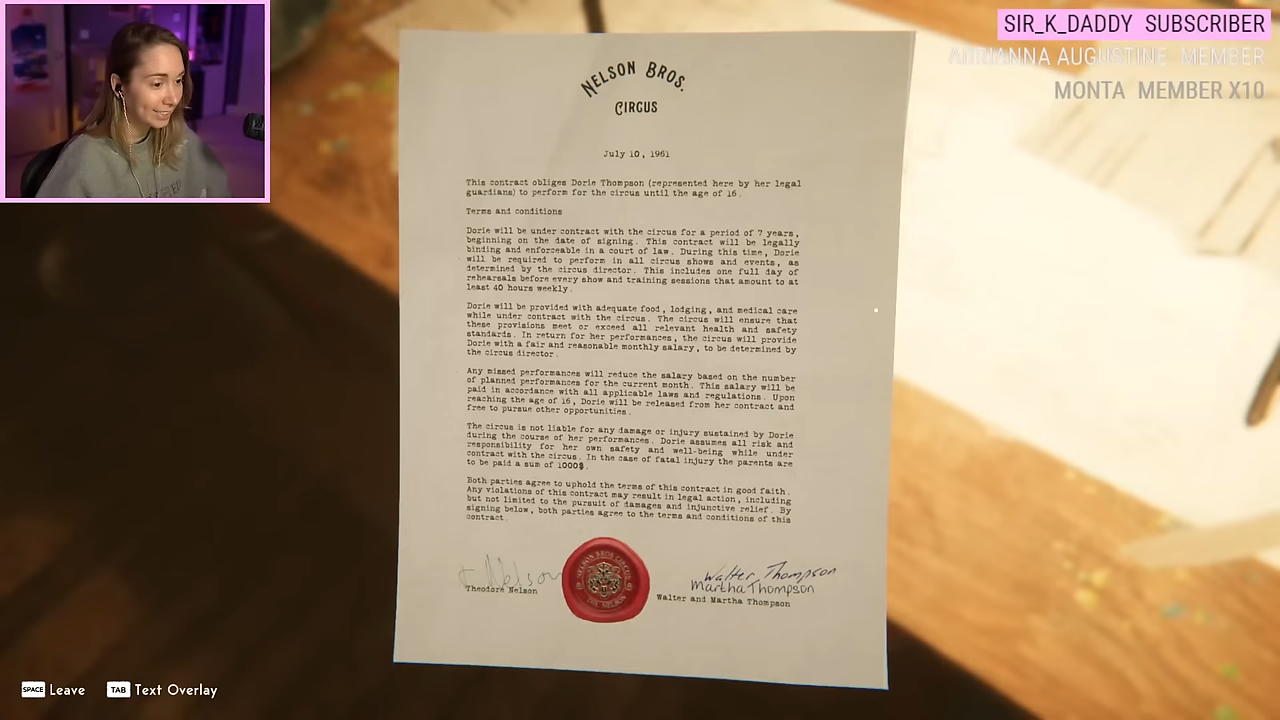 SIR_K_DADDY SUBSCRIBER
ADRIANNA AUGUSTINE MEMBER
MONTA MEMBER X10
NELSON BROS.
CIRCUS
July 10, 1961
This contract obliges Dorie Thompson (represented here by her legal
guardians) to perform for the circus until the age of 16.
Terms and conditions
Dorie will be under contract with the circus for a period of 7 years,
beginning on the date of signing. This contract will be legally
binding and enforceable in a court of law. During this time, Dorie
will be required to perform in all circus shows and events, as
determined by the circus director. This includes one full day of
rehearsals before every show and training sessions that amount to at
least 40 hours weekly.
Dorie will be provided with adequate food, lodging, and medical care
while under contract with the circus. The circus will ensure that
these provisions meet or exceed all relevant health and safety
standards. In return for her performances, the circus will provide
Dorie with a fair and reasonable monthly salary, to be determined by
the circus director.
Any missed performances will reduce the salary based on the number
of planned performances for the current month. This salary will be
paid in accordance with all applicable laws and regulations. Upon
reaching the age of 16, Dorie will be released from her contract and
free to pursue other opportunities.
The circus is not liable for any damage or injury sustained by Dorie
during the course of her performances. Dorie assumes all risk and
responsibility for her own safety and well-being while under
contract with the circus. In the case of fatal injury the parents are
to be paid a sum of 1000$.
Both parties agree to uphold the terms of this contract in good faith.
Any violations of this contract may result in legal action, including
but not limited to the pursuit of damages and injunctive relief. By
signing below, both parties agree to the terms and conditions of this
contract.
Nelson
Theodore Nelson
NELSON BROS CIRCUS
Walter Thompson
Martha Thompson
Walter and Martha Thompson
SPACE Leave TAB Text Overlay